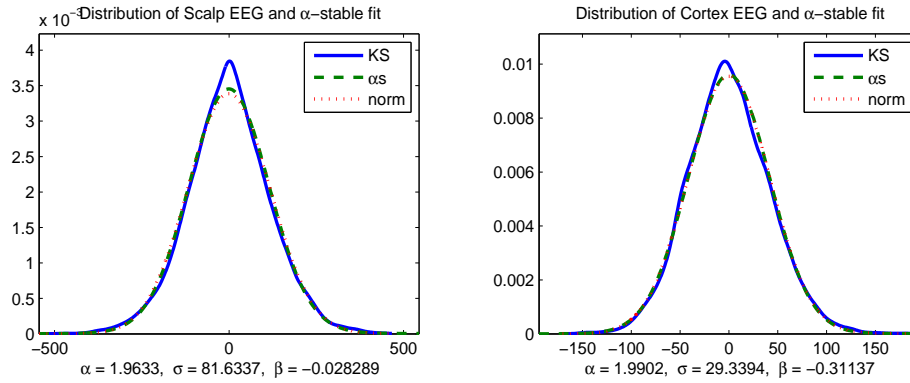 Distribution of Scalp EEG and α-stable fit
x 10⁻³
4
3.5
3
2.5
2
1.5
1
0.5
0
KS
αs
norm
−500 0 500
α = 1.9633, σ = 81.6337, β = −0.028289
Distribution of Cortex EEG and α-stable fit
0.01
0.008
0.006
0.004
0.002
0
KS
αs
norm
−150 −100 −50 0 50 100 150
α = 1.9902, σ = 29.3394, β = −0.31137